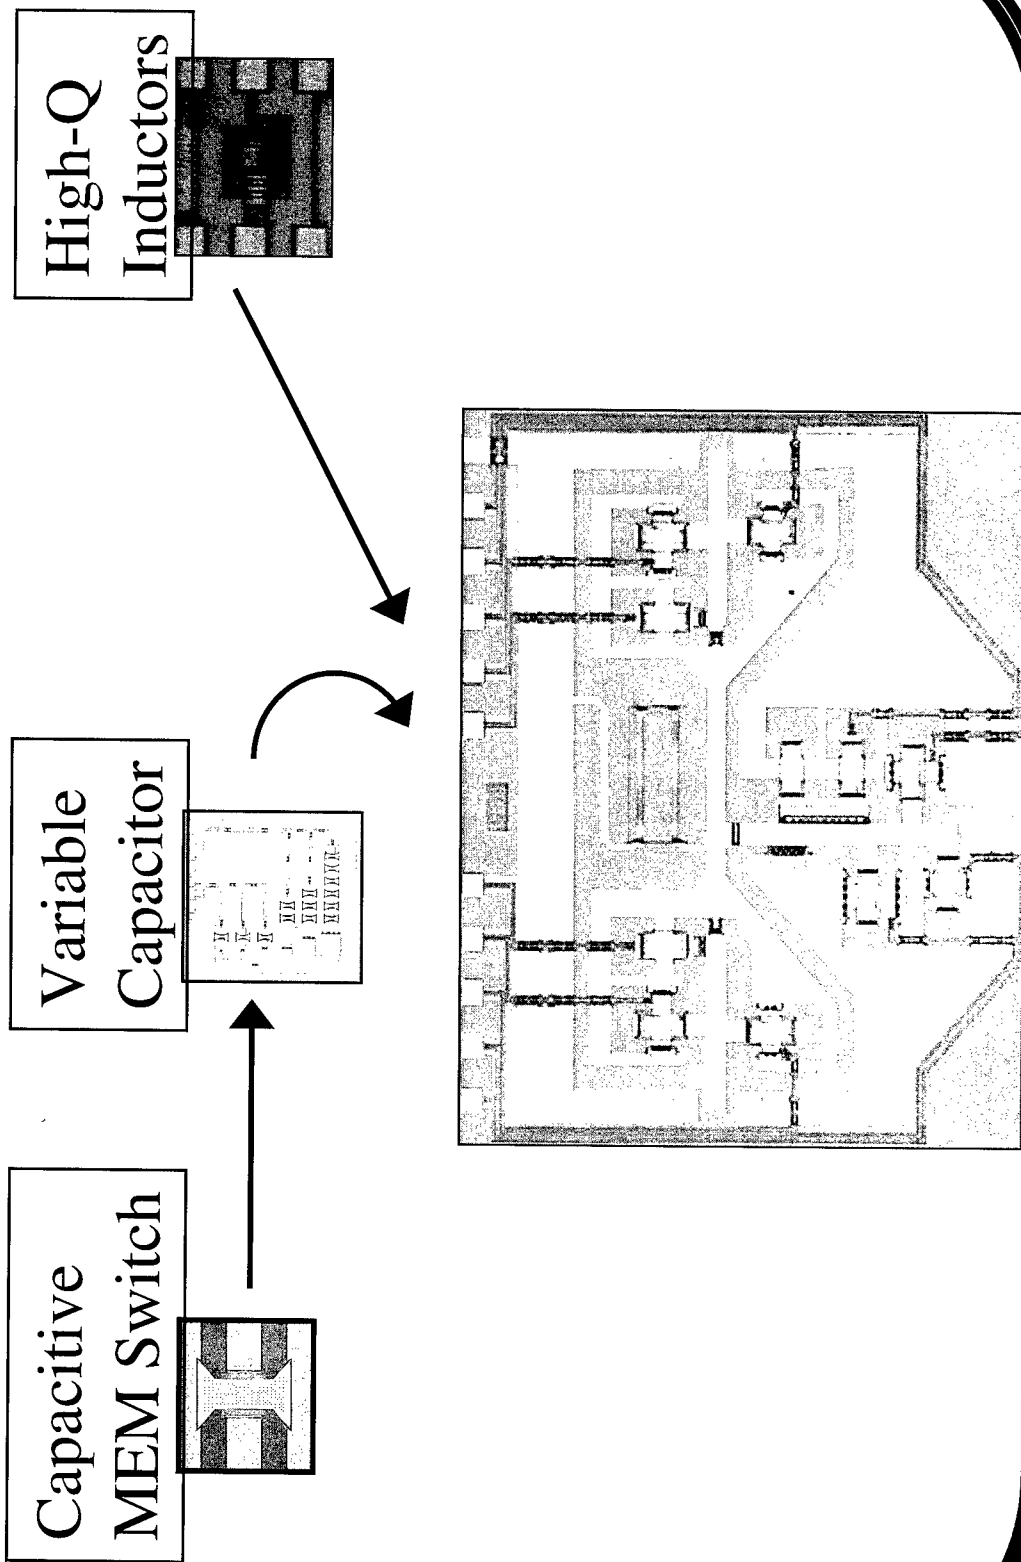 Capacitive
MEM Switch
Variable
Capacitor
High-Q
Inductors